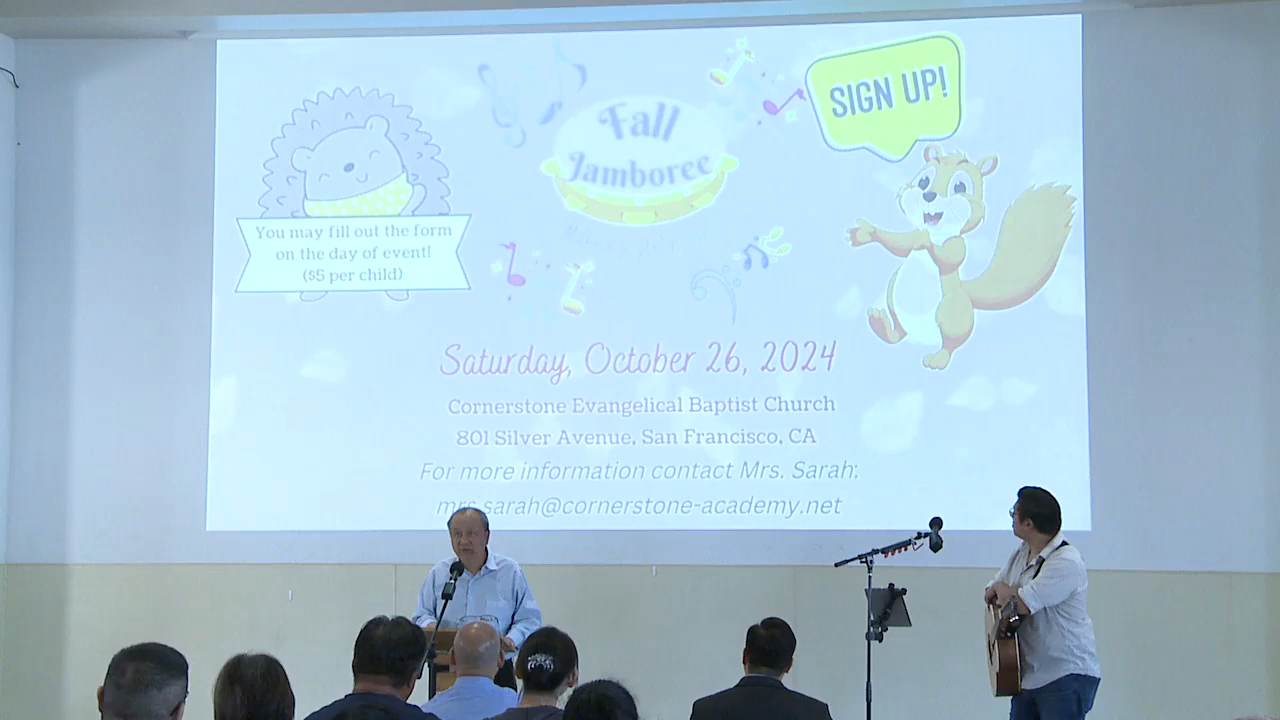 Fall
Jamboree
SIGN UP!
You may fill out the form
on the day of event!
($5 per child)
Saturday, October 26, 2024
Cornerstone Evangelical Baptist Church
801 Silver Avenue, San Francisco, CA
For more information contact Mrs. Sarah:
mrs.sarah@cornerstone-academy.net